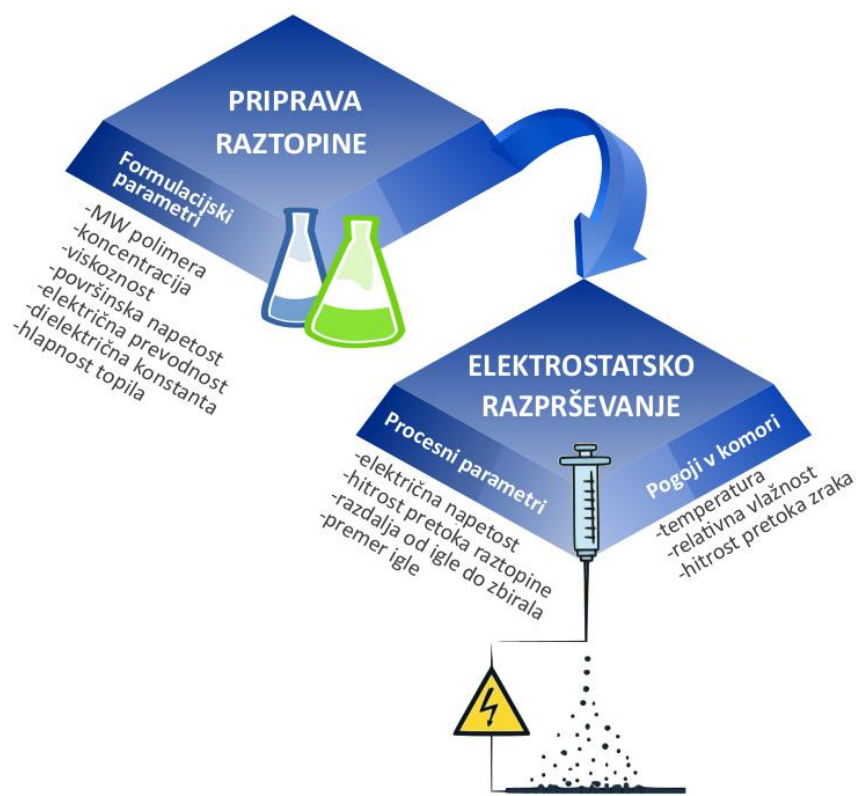 PRIPRAVA
RAZTOPINE
Formulacijski
parametri
-MW polimera
-koncentracija
-viskoznost
-površinska napetost
-električna prevodnost
-dielektrična konstanta
-hlapnost topila
ELEKTROSTATSKO
RAZPRŠEVANJE
Procesni parametri
-električna napetost
-hitrost pretoka raztopine
-razdalja od igle do zbirala
-premer igle
Pogoji v komori
-temperatura
-relativna vlažnost
-hitrost pretoka zraka